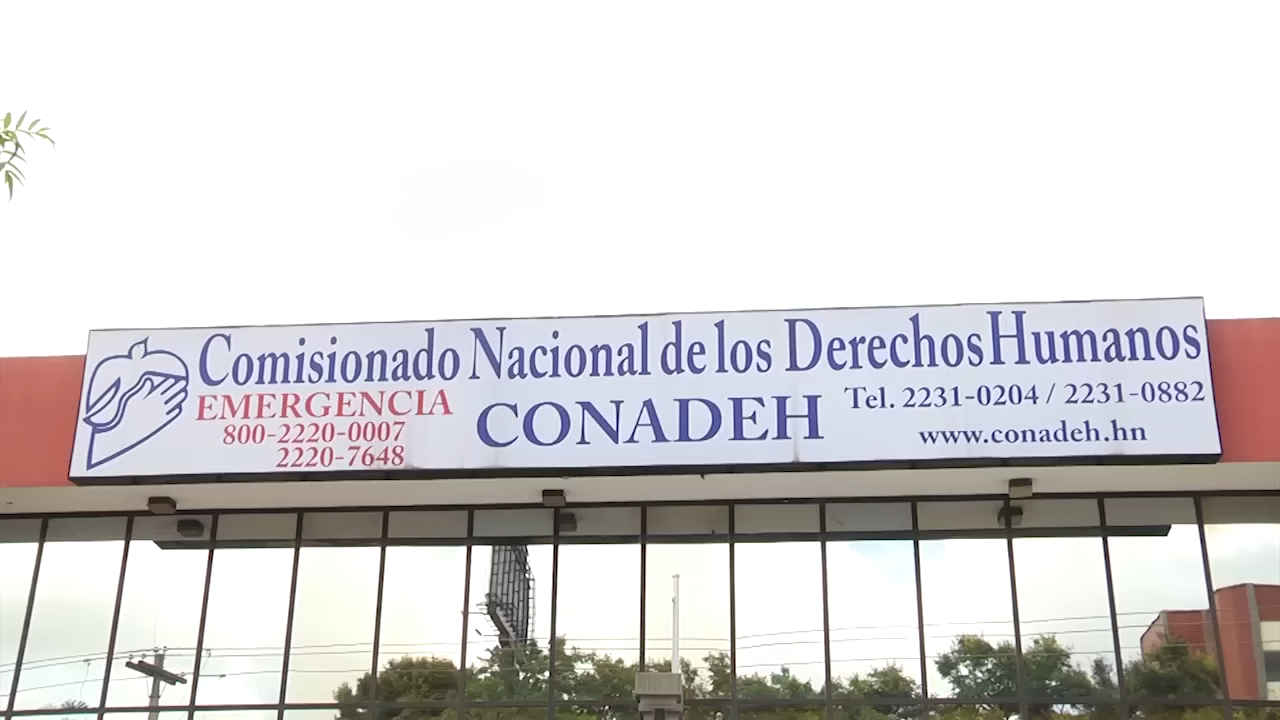 Comisionado Nacional de los Derechos Humanos
EMERGENCIA
800-2220-0007
2220-7648
CONADEH
Tel. 2231-0204 / 2231-0882
www.conadeh.hn